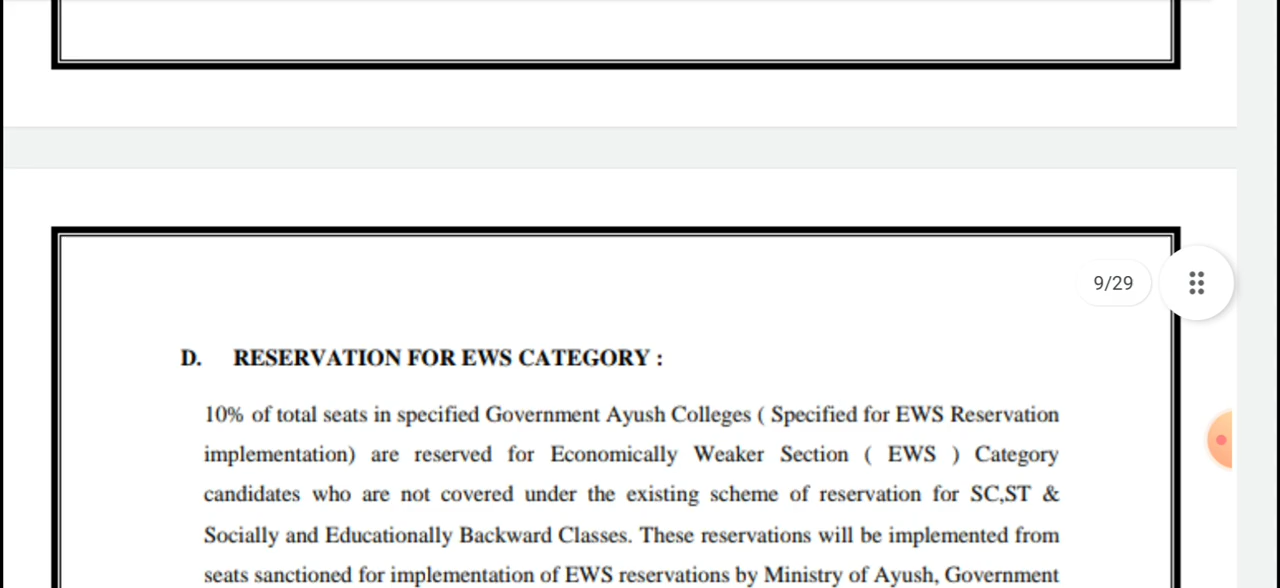 9/29
D. RESERVATION FOR EWS CATEGORY :
10% of total seats in specified Government Ayush Colleges ( Specified for EWS Reservation
implementation) are reserved for Economically Weaker Section ( EWS ) Category
candidates who are not covered under the existing scheme of reservation for SC,ST &
Socially and Educationally Backward Classes. These reservations will be implemented from
seats sanctioned for implementation of EWS reservations by Ministry of Ayush, Government